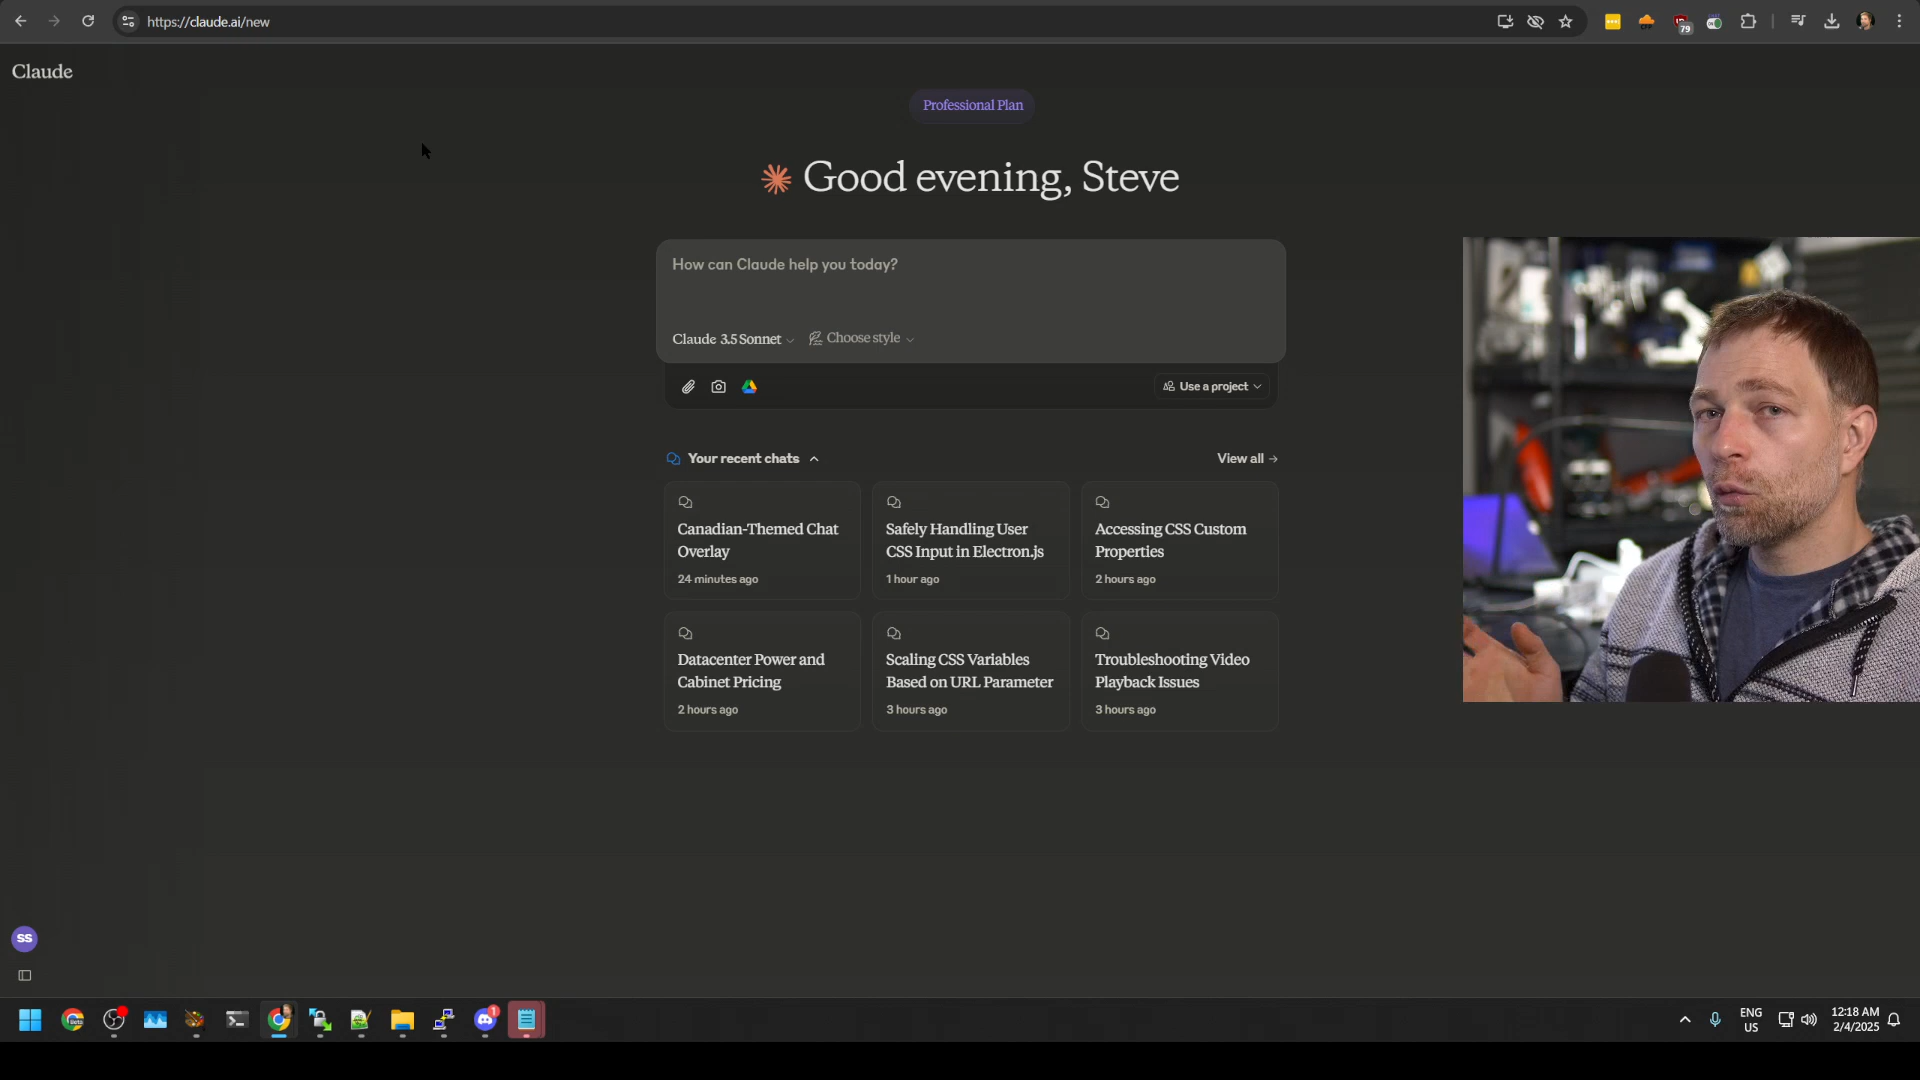 https://claude.ai/new
79
Claude
Professional Plan
Good evening, Steve
How can Claude help you today?
Claude 3.5 Sonnet
Choose style
Use a project
Your recent chats
View all →
Canadian-Themed Chat
Overlay
24 minutes ago
Safely Handling User
CSS Input in Electron.js
1 hour ago
Accessing CSS Custom
Properties
2 hours ago
Datacenter Power and
Cabinet Pricing
2 hours ago
Scaling CSS Variables
Based on URL Parameter
3 hours ago
Troubleshooting Video
Playback Issues
3 hours ago
SS
Beta
1
ENG
US
12:18 AM
2/4/2025